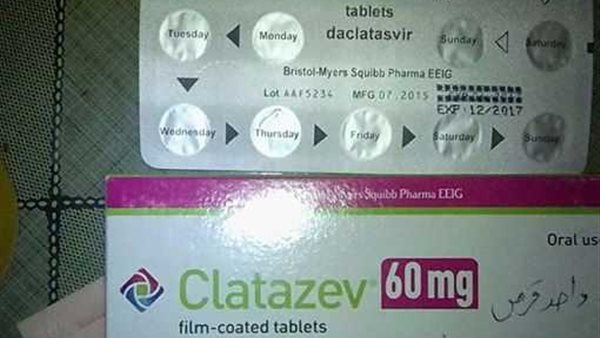 tablets
daclatasvir
Tuesday Monday Sunday Saturday
Bristol-Myers Squibb Pharma EEIG
Lot AAF5234 MFG 07.2015
EXP 12/2017
Wednesday Thursday Friday Saturday Sunday
Myers Squibb Pharma EEIG
Oral us
Clatazev® 60 mg
واحد قرص
film-coated tablets